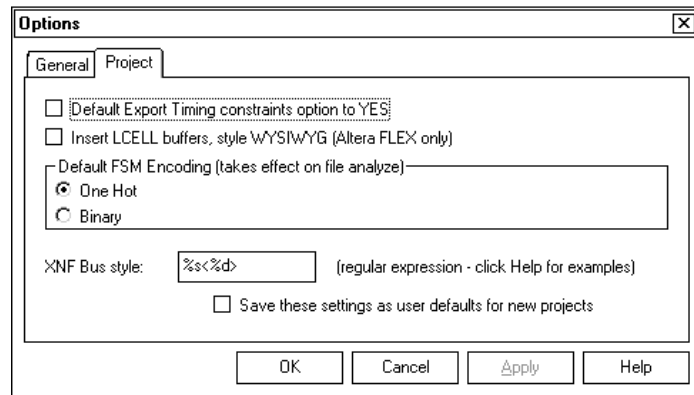 Options
General Project
Default Export Timing constraints option to YES
Insert LCELL buffers, style WYSIWYG (Altera FLEX only)
Default FSM Encoding (takes effect on file analyze)
One Hot
Binary
XNF Bus style: %s<%d> (regular expression - click Help for examples)
Save these settings as user defaults for new projects
OK Cancel Apply Help